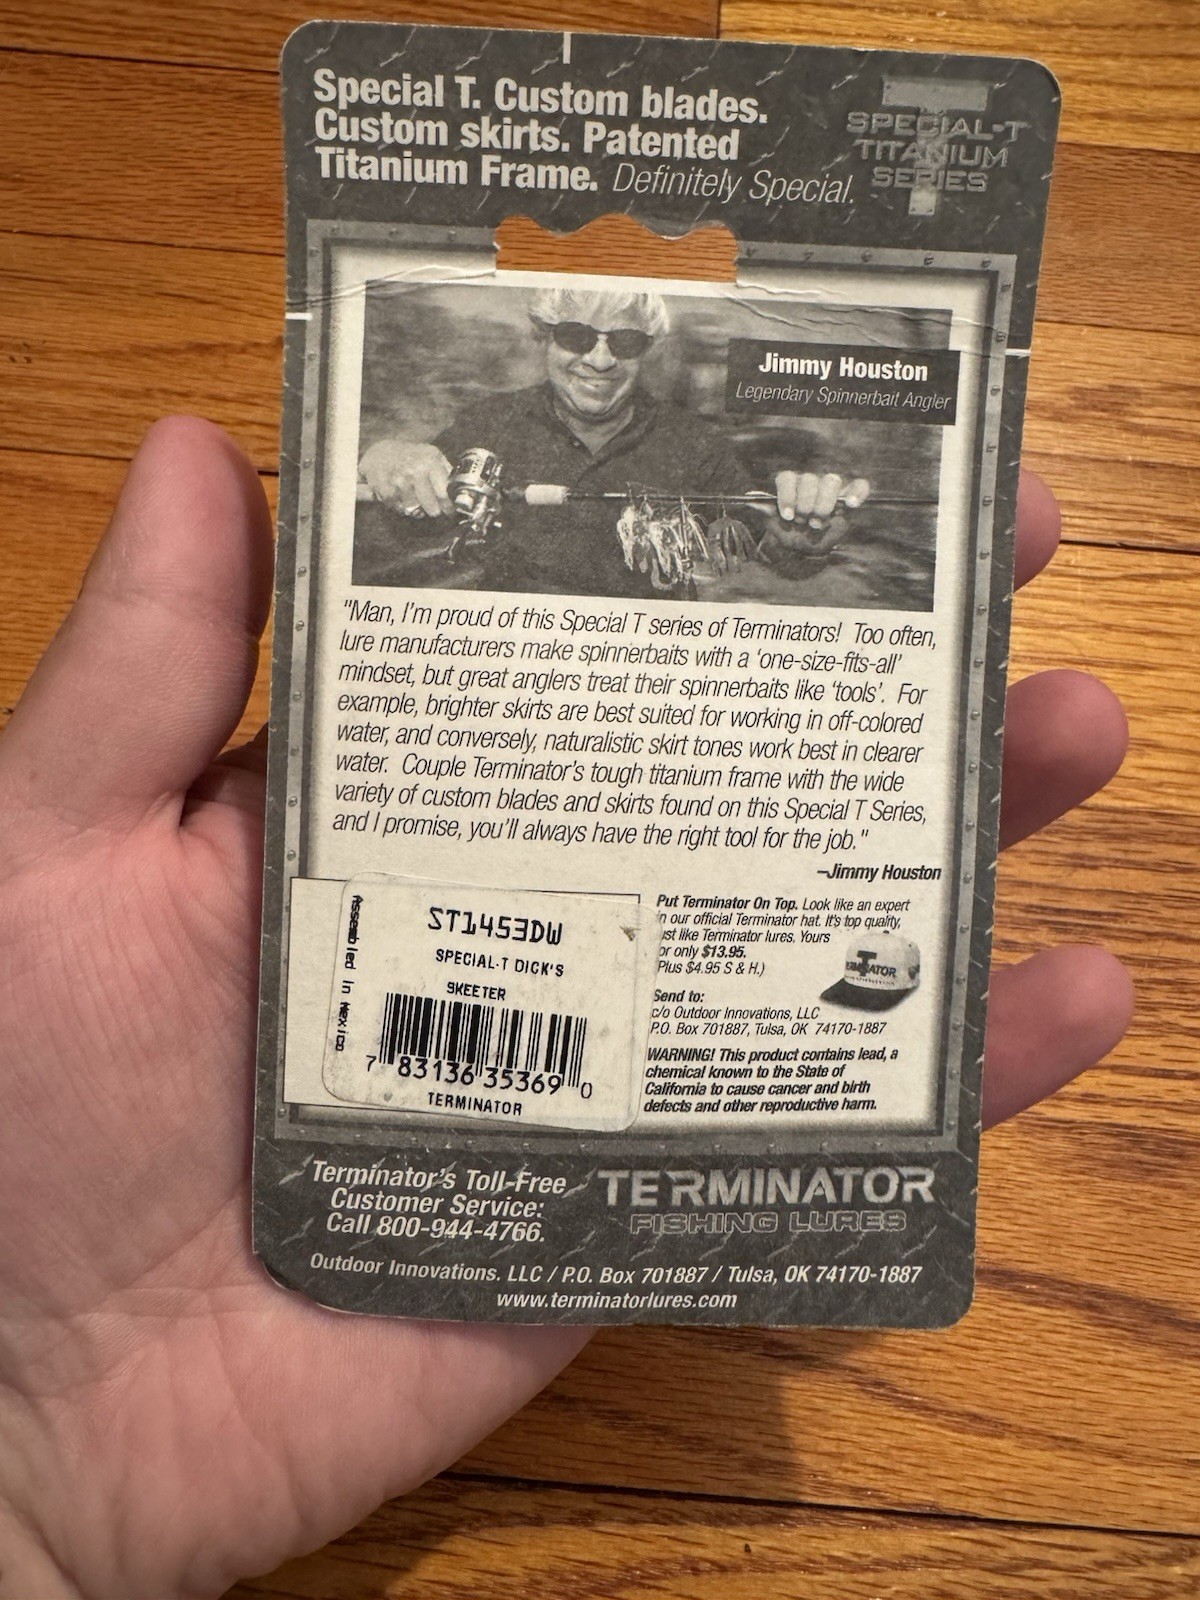 Special T. Custom blades.
Custom skirts. Patented
Titanium Frame. Definitely Special.
SPECIAL-T
TITANIUM
SERIES
Jimmy Houston
Legendary Spinnerbait Angler
"Man, I'm proud of this Special T series of Terminators! Too often,
lure manufacturers make spinnerbaits with a 'one-size-fits-all'
mindset, but great anglers treat their spinnerbaits like 'tools'. For
example, brighter skirts are best suited for working in off-colored
water, and conversely, naturalistic skirt tones work best in clearer
water. Couple Terminator's tough titanium frame with the wide
variety of custom blades and skirts found on this Special T Series,
and I promise, you'll always have the right tool for the job."
–Jimmy Houston
Assembled In Mexico
ST1453DW
SPECIAL-T DICK'S
SKEETER
7 83136 35369 0
TERMINATOR
Put Terminator On Top. Look like an expert
in our official Terminator hat. It's top quality,
ust like Terminator lures. Yours
or only $13.95.
Plus $4.95 S & H.)
Send to:
c/o Outdoor Innovations, LLC
P.O. Box 701887, Tulsa, OK 74170-1887
WARNING! This product contains lead, a
chemical known to the State of
California to cause cancer and birth
defects and other reproductive harm.
Terminator's Toll-Free
Customer Service:
Call 800-944-4766.
TERMINATOR
FISHING LURES
Outdoor Innovations. LLC / P.O. Box 701887 / Tulsa, OK 74170-1887
www.terminatorlures.com